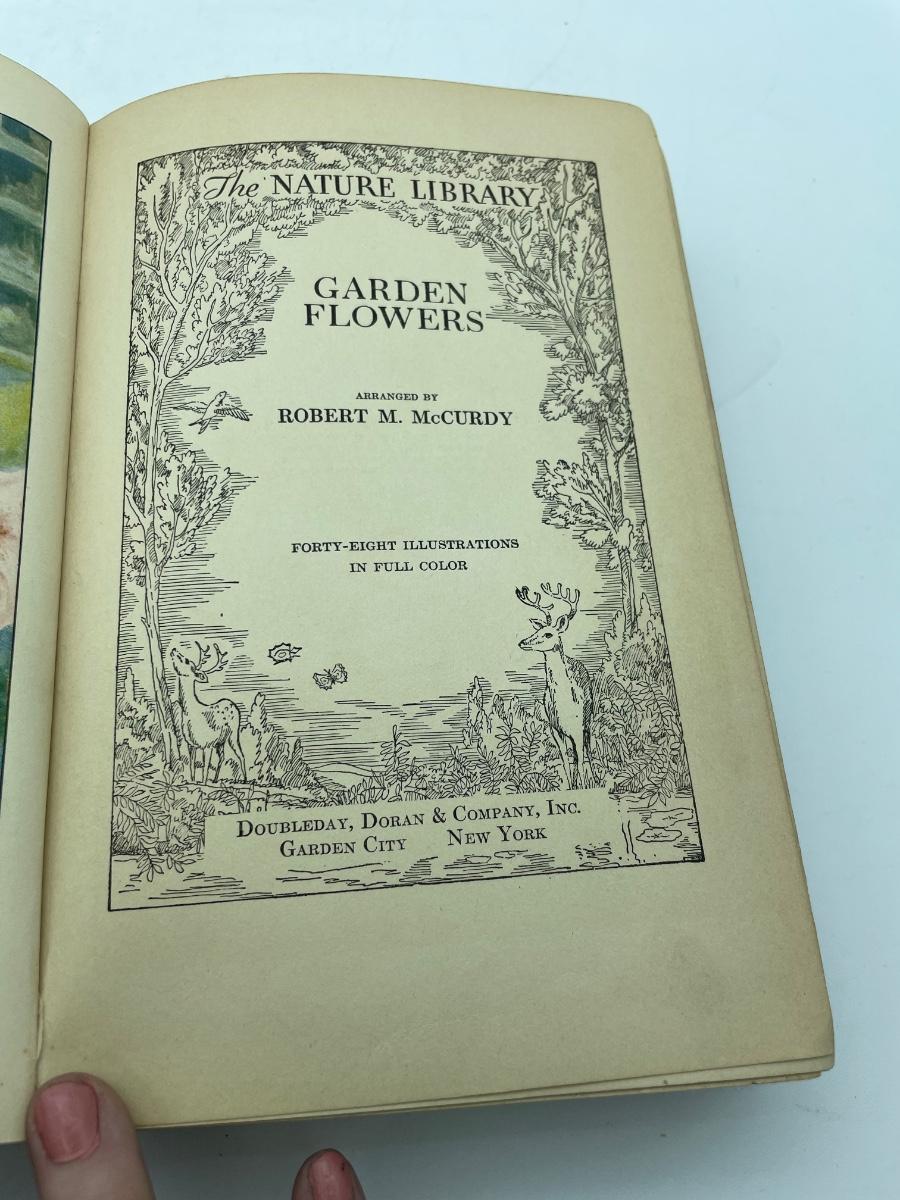 The NATURE LIBRARY
GARDEN
FLOWERS
ARRANGED BY
ROBERT M. McCURDY
FORTY-EIGHT ILLUSTRATIONS
IN FULL COLOR
DOUBLEDAY, DORAN & COMPANY, INC.
GARDEN CITY NEW YORK